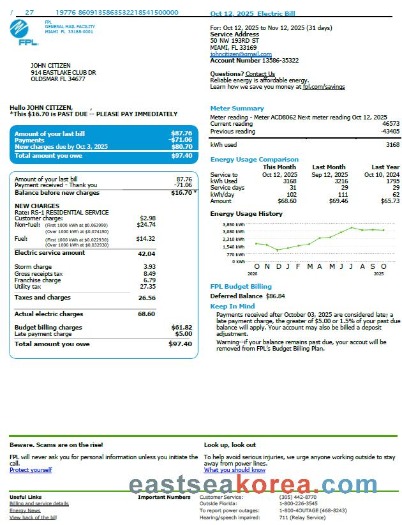 / 27 19776 8609135863532218541500000
FPL
GENERAL MAIL FACILITY
MIAMI FL 33188-0001
FPL.
JOHN CITIZEN
914 EASTLAKE CLUB DR
OLDSMAR FL 34677
Hello JOHN CITIZEN,
*This $16.70 is PAST DUE -- PLEASE PAY IMMEDIATELY
Amount of your last bill $87.76
Payments -$71.06
New charges due by Oct 3, 2025 $80.70
Total amount you owe $97.40
Amount of your last bill 87.76
Payment received - Thank you -71.06
Balance before new charges $16.70 *
NEW CHARGES
Rate: RS-1 RESIDENTIAL SERVICE
Customer charge: $2.98
Non-fuel: (First 1000 kWh at $0.063990) $24.74
(Over 1000 kWh at $0.074190)
Fuel: $14.32
Electric service amount 42.04
Storm charge 3.93
Gross receipts tax 8.49
Franchise charge 6.79
Utility tax 27.35
Taxes and charges 26.56
Actual electric charges 68.60
Budget billing charges $61.82
Late payment charge $5.00
Total amount you owe $97.40
Oct 12, 2025 Electric Bill
For: Oct 12, 2025 to Nov 12, 2025 (31 days)
Service Address
50 NW 193RD ST
MIAMI, FL 33169
johncitizen@gmail.com
Account Number 13586-35322
Questions? Contact Us
Reliable energy is affordable energy.
Learn how we save you money at fpl.com/savings
Meter Summary
Meter reading - Meter ACD8062 Next meter reading Oct 12, 2025
Current reading 46573
Previous reading -43405
kWh used 3168
Energy Usage Comparison
This Month Last Month Last Year
Service to Oct 12, 2025 Sep 12, 2025 Oct 10, 2024
kWh Used 3168 3216 1795
Service days 31 29 29
kWh/day 102 111 62
Amount $68.60 $69.46 $65.73
Energy Usage History
3,850 kWh
3,080 kWh
2,310 kWh
1,540 kWh
770 kWh
0 kWh
O N D J F M A M J J A S O
2020 2025
FPL Budget Billing
Deferred Balance $86.84
Keep In Mind
Payments received after October 03, 2025 are considered late a
late payment charge, the greater of $5.00 or 1.5% of your past due
balance will apply. Your account may also be billed a deposit
adjustment.
Warning--if your balance remains past due, your accout will be
removed from FPL's Budget Billing Plan.
Beware. Scams are on the rise!
FPL will never ask you for personal information unless you initiate the
call.
Protect yourself
Look up, look out
To help avoid serious injuries, we urge anyone working outside to stay
away from power lines.
What you should know
eastseakorea.com
Useful Links
Billing and service details
Energy News
View back of the bill
Important Numbers
Customer Service: (305) 442-8770
Outside Florida: 1-800-226-3545
To report power outages: 1-800-4OUTAGE (468-8243)
Hearing/speech impaired: 711 (Relay Service)